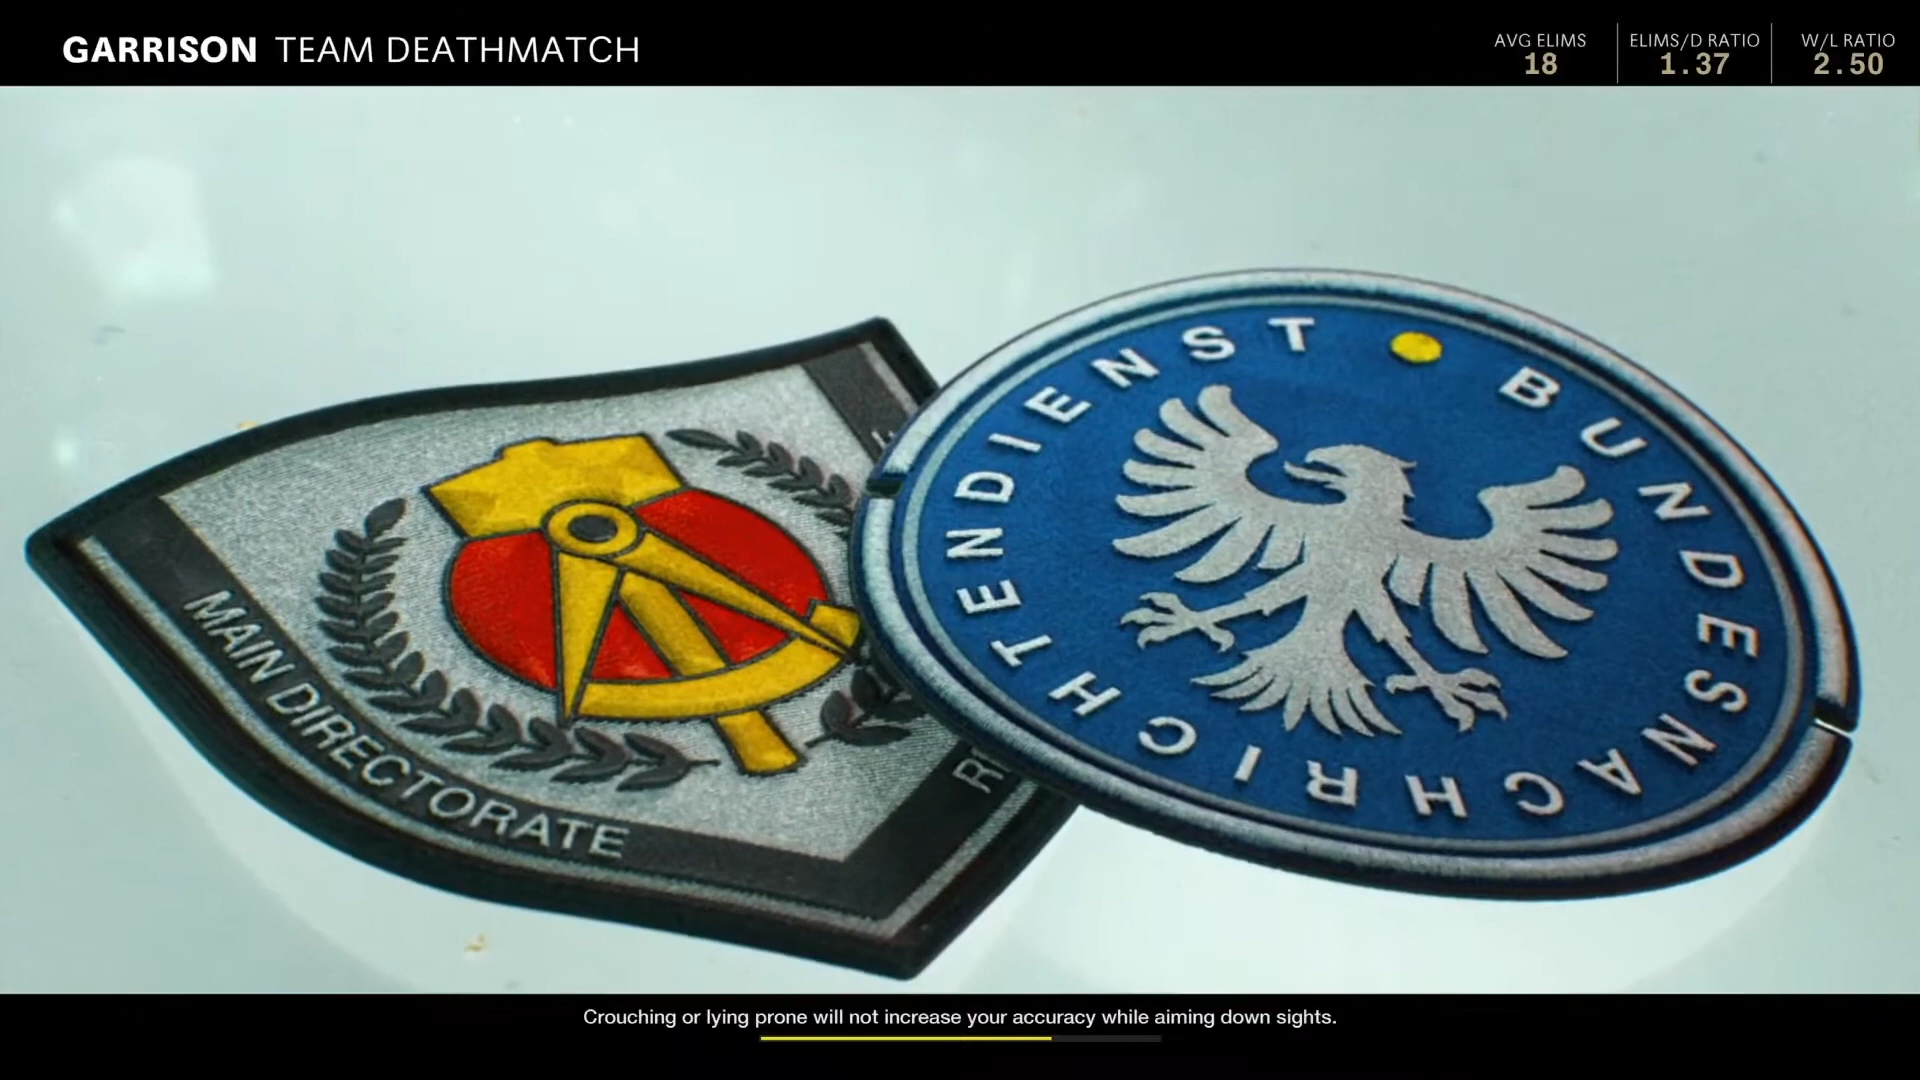 GARRISON TEAM DEATHMATCH
AVG ELIMS
18
ELIMS/D RATIO
1.37
W/L RATIO
2.50
MAIN DIRECTORATE
BUNDESNACHRICHTENDIENST
Crouching or lying prone will not increase your accuracy while aiming down sights.